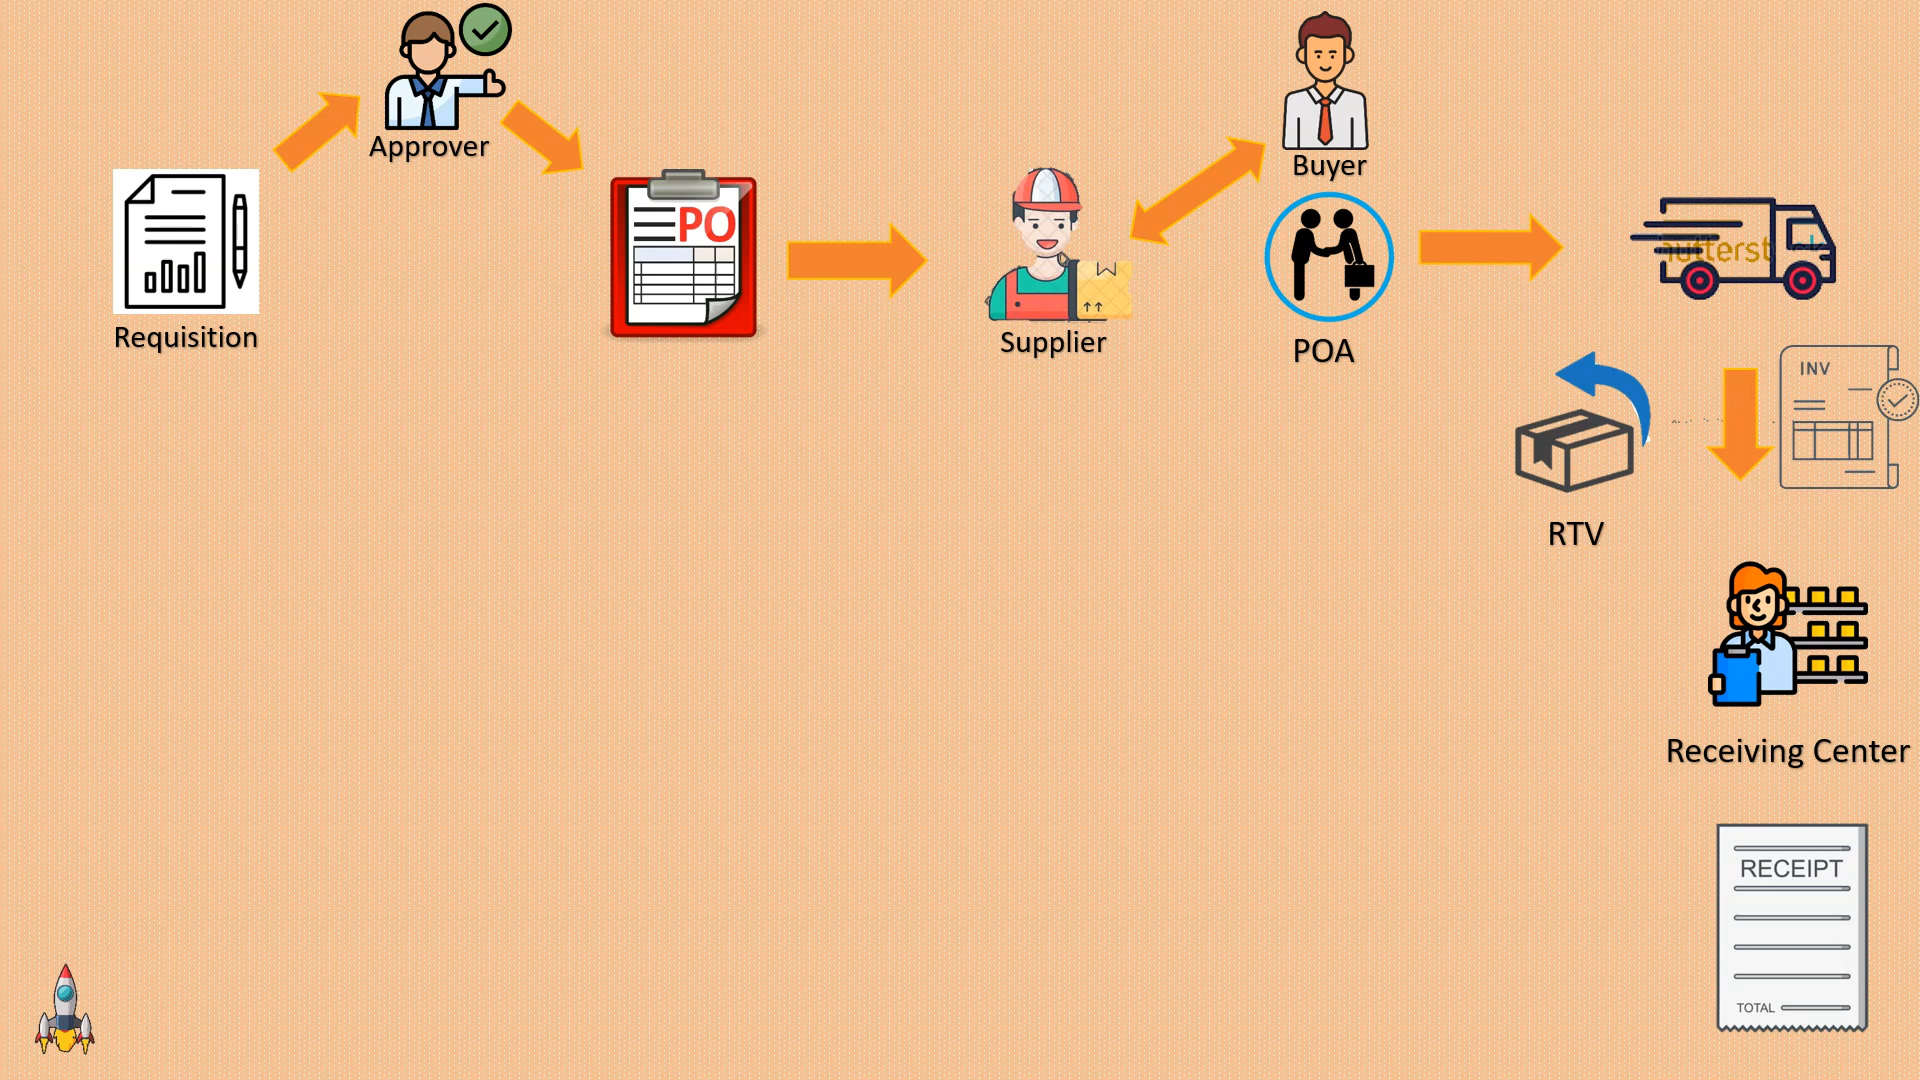 Approver
Requisition
PO
Supplier
Buyer
POA
INV
RTV
Receiving Center
RECEIPT
TOTAL